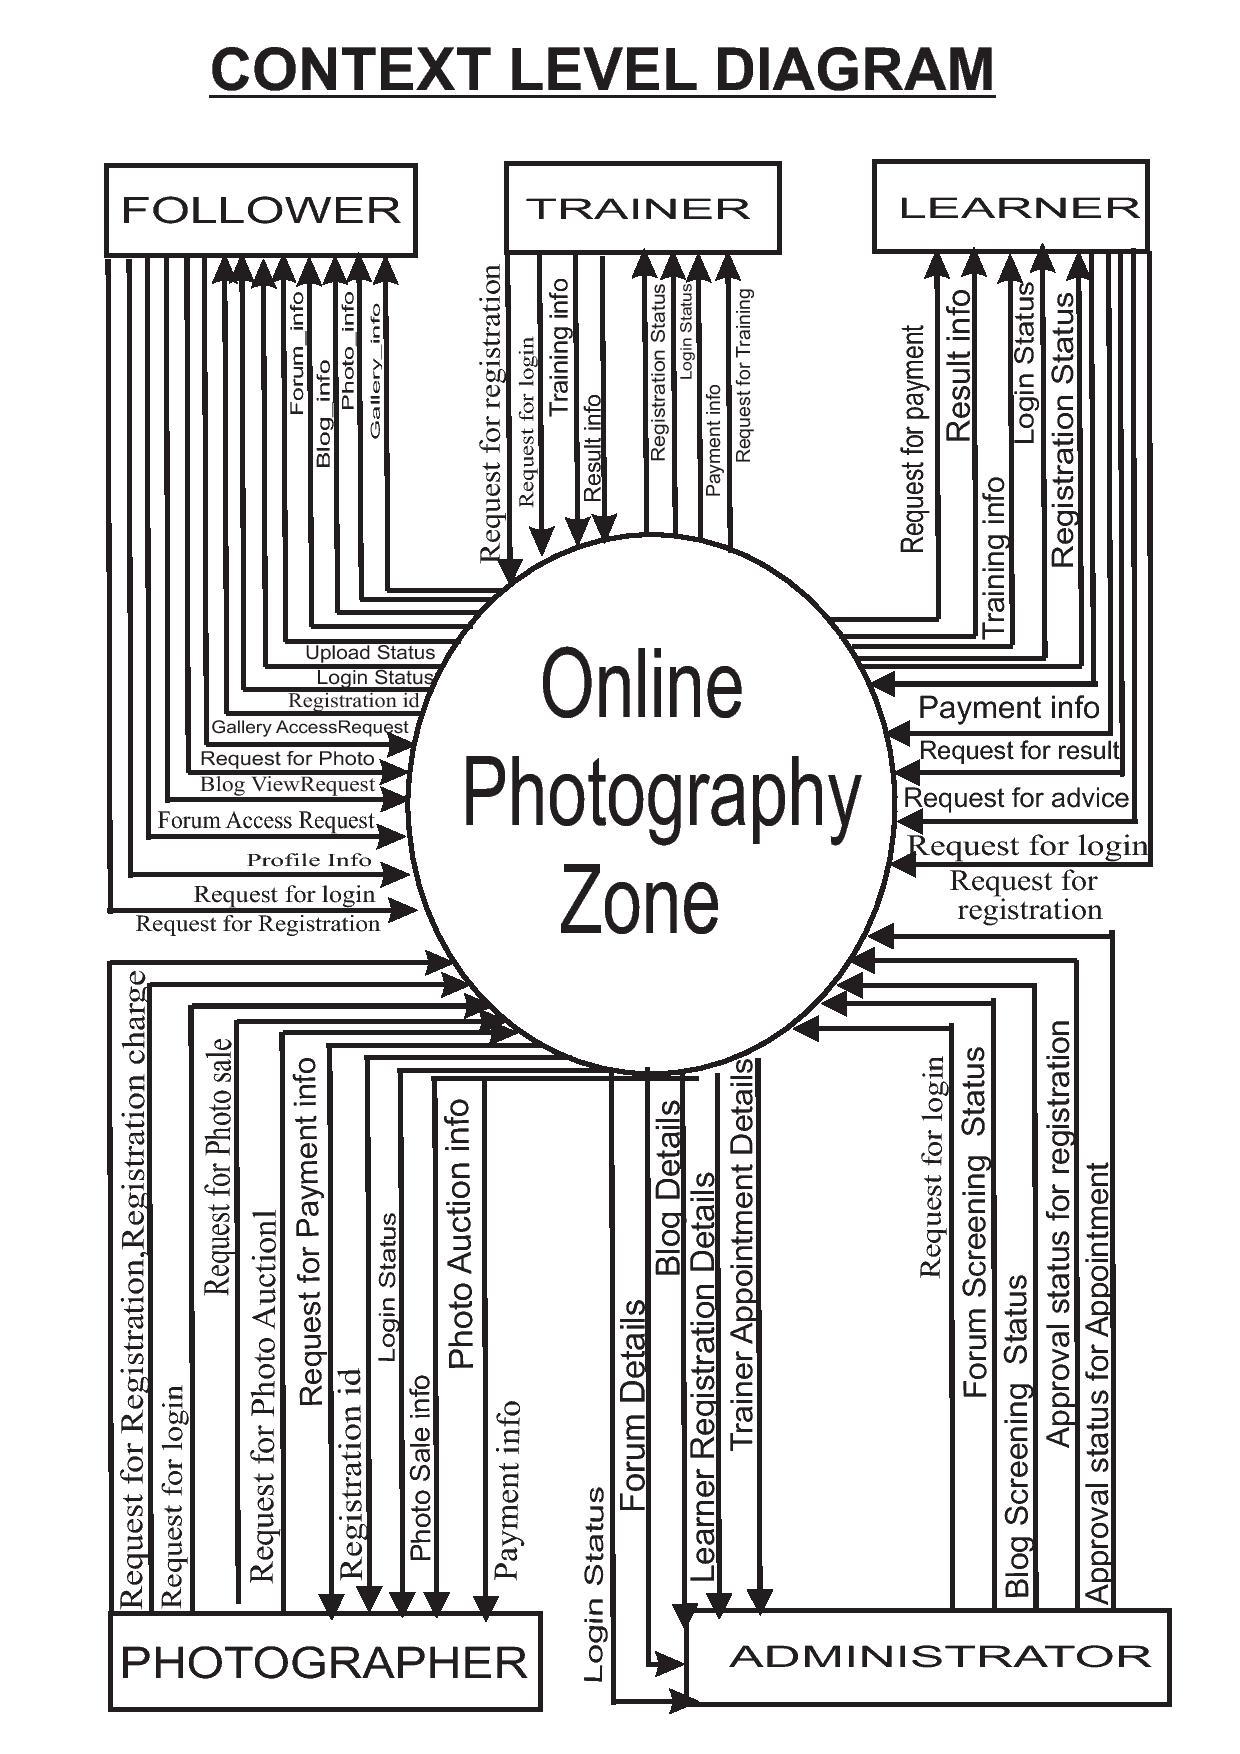 CONTEXT LEVEL DIAGRAM
FOLLOWER
TRAINER
LEARNER
Forum_info
Blog_info
Photo_info
Gallery_info
Request for registration
Request for login
Training info
Result info
Registration Status
Login Status
Payment info
Request for Training
Request for payment
Result info
Training info
Login Status
Registration Status
Upload Status
Login Status
Registration id
Gallery AccessRequest
Request for Photo
Blog ViewRequest
Forum Access Request
Profile Info
Request for login
Request for Registration
Online
Photography
Zone
Payment info
Request for result
Request for advice
Request for login
Request for
registration
Request for Registration,Registration charge
Request for login
Request for Photo sale
Request for Photo Auction1
Request for Payment info
Registration id
Login Status
Photo Sale info
Photo Auction info
Payment info
Login Status
Forum Details
Blog Details
Learner Registration Details
Trainer Appointment Details
Request for login
Forum Screening Status
Blog Screening Status
Approval status for registration
Approval status for Appointment
PHOTOGRAPHER
ADMINISTRATOR